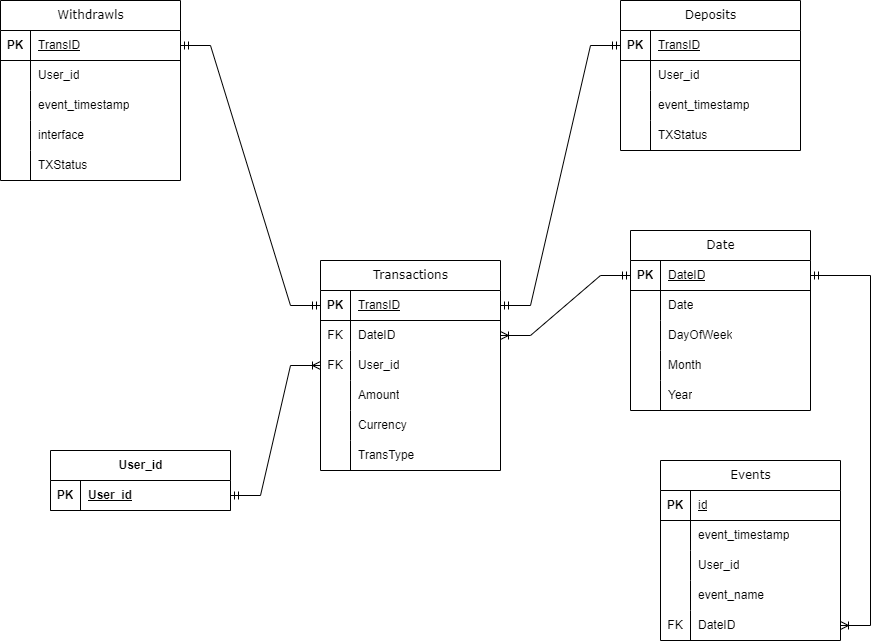 Withdrawls
PK TransID
User_id
event_timestamp
interface
TXStatus
Deposits
PK TransID
User_id
event_timestamp
TXStatus
Transactions
PK TransID
FK DateID
FK User_id
Amount
Currency
TransType
Date
PK DateID
Date
DayOfWeek
Month
Year
User_id
PK User_id
Events
PK id
event_timestamp
User_id
event_name
FK DateID